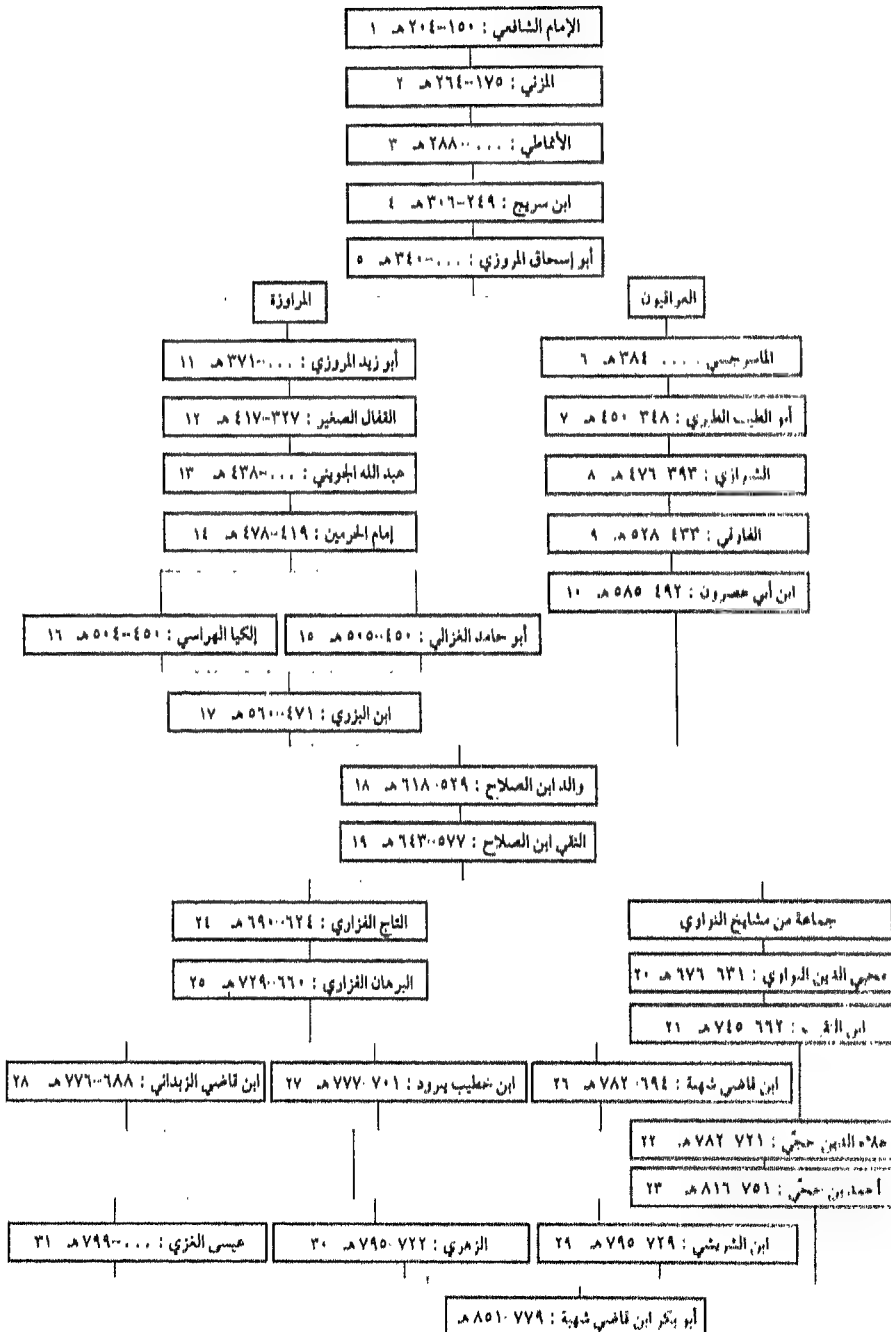 الإمام الشافعي : ١٥٠-٢٠٤هـ ١
المزني : ١٧٥-٢٦٤هـ ٢
الأنماطي : ...-٢٨٨هـ ٣
ابن سريج : ٢٤٩-٣٠٦هـ ٤
أبو إسحاق المروزي : ...-٣٤٠هـ ٥
العراقيون
المراوزة
الماسرجسي .... ٣٨٤هـ ٦
أبو زيد المروزي : ...-٣٧١هـ ١١
أبو الطيب الطبري : ٣٤٨ ٤٥٠هـ ٧
القفال الصغير : ٣٢٧-٤١٧هـ ١٢
الشيرازي : ٣٩٣ ٤٧٦هـ ٨
عبد الله الجويني : ...-٤٣٨هـ ١٣
الفارقي : ٤٣٣ ٥٢٨هـ ٩
إمام الحرمين : ٤١٩-٤٧٨هـ ١٤
ابن أبي عصرون : ٤٩٢ ٥٨٥هـ ١٠
أبو حامد الغزالي : ٤٥٠-٥٠٥هـ ١٥
إلكيا الهراسي : ٤٥٠-٥٠٤هـ ١٦
ابن البزري : ٤٧١-٥٦٠هـ ١٧
والد ابن الصلاح : ٥٢٩-٦١٨هـ ١٨
التقي ابن الصلاح : ٥٧٧-٦٤٣هـ ١٩
جماعة من مشايخ النواوي
التاج الفزاري : ٦٢٤-٦٩٠هـ ٢٤
محيي الدين النواوي : ٦٣١ ٦٧٦هـ ٢٠
البرهان الفزاري : ٦٦٠-٧٢٩هـ ٢٥
ابن : ٦٦٢ ٧٤٥هـ ٢١
ابن قاضي شهبة : ٦٩٤-٧٨٢هـ ٢٦
ابن خطيب يبرود : ٧٠١-٧٧٧هـ ٢٧
ابن قاضي الزبداني : ٦٨٨-٧٧٦هـ ٢٨
علاء الدين حجّي : ٧٢١ ٧٨٢هـ ٢٢
أحمد بن حجّي : ٧٥١ ٨١٦هـ ٢٣
ابن الشريشي : ٧٢٩ ٧٩٥هـ ٢٩
الزهري : ٧٢٢-٧٩٥هـ ٣٠
عيسى الغزي : ...-٧٩٩هـ ٣١
أبو بكر ابن قاضي شهبة : ٧٧٩-٨٥١هـ